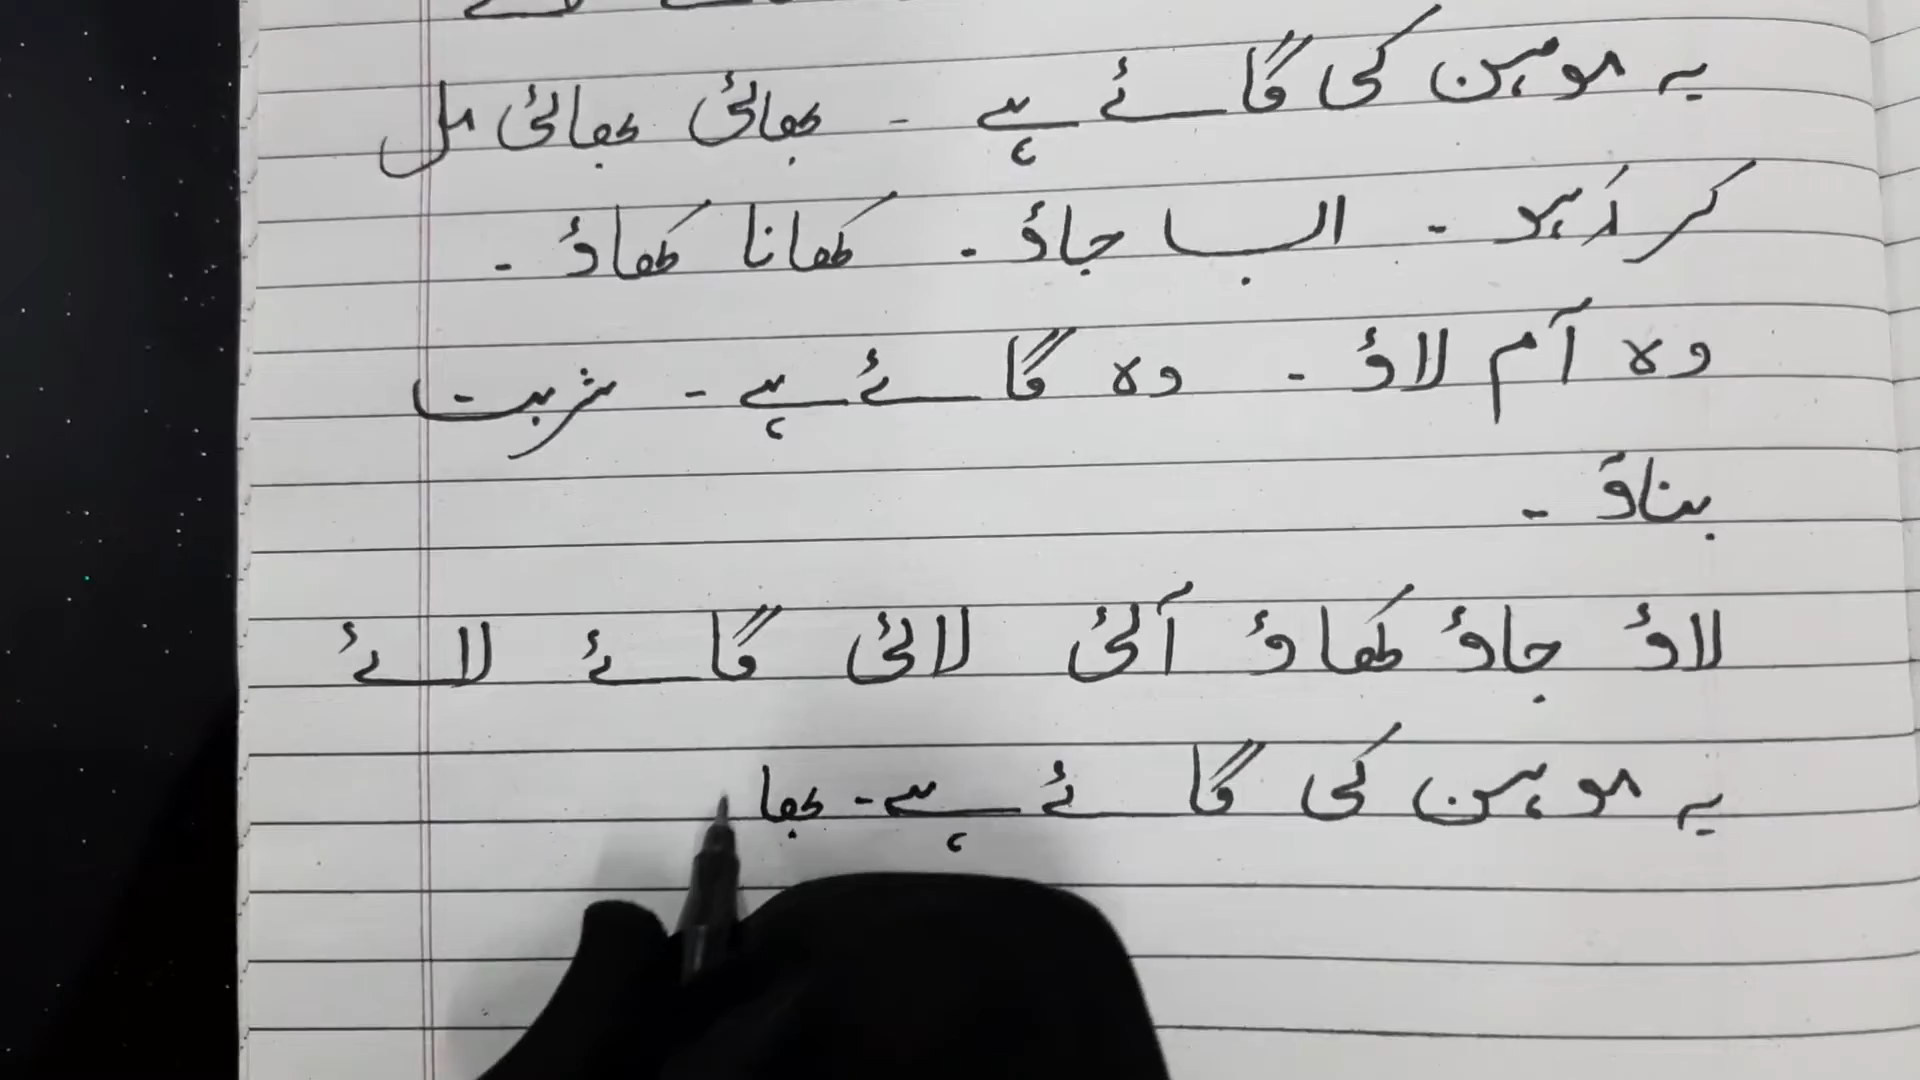 یہ موہن کی گائے ہے ۔ بھائی بھائی مل
کر رہو ۔ اب جاؤ ۔ کھانا کھاؤ ۔
وہ آم لاؤ ۔ وہ گائے ہے ۔ شربت
بناؤ ۔
لاؤ جاؤ کھاؤ آئی لائی گائے لائے
یہ موہن کی گائے ہے ۔ بھا